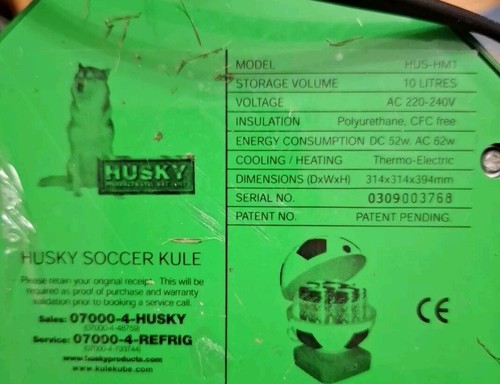 MODEL HUS-HM1
STORAGE VOLUME 10 LITRES
VOLTAGE AC 220-240V
INSULATION Polyurethane, CFC free
ENERGY CONSUMPTION DC 52w, AC 62w
COOLING / HEATING Thermo-Electric
DIMENSIONS (DxWxH) 314x314x394mm
SERIAL NO. 0309003768
PATENT NO. PATENT PENDING.
HUSKY
HUSKY SOCCER KULE
Please retain your original receipt. This will be
required as proof of purchase and warranty
validation prior to booking a service call.
Sales: 07000-4-HUSKY
(07000-4-48759)
Service: 07000-4-REFRIG
www.huskyproducts.com
www.kulekube.com
CE